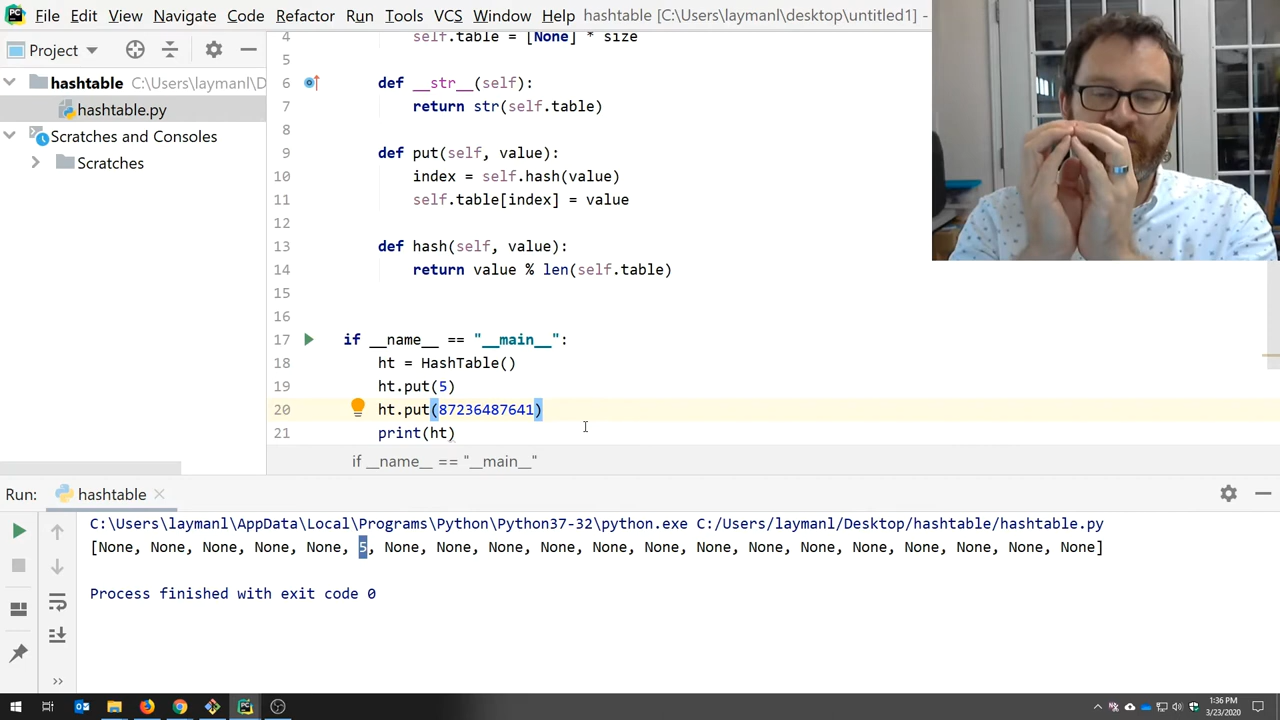 File Edit View Navigate Code Refactor Run Tools VCS Window Help hashtable [C:\Users\laymanl\desktop\untitled1] -
Project
hashtable C:\Users\laymanl\D
hashtable.py
Scratches and Consoles
Scratches
4 self.table = [None] * size
5
6 def __str__(self):
7 return str(self.table)
8
9 def put(self, value):
10 index = self.hash(value)
11 self.table[index] = value
12
13 def hash(self, value):
14 return value % len(self.table)
15
16
17 if __name__ == "__main__":
18 ht = HashTable()
19 ht.put(5)
20 ht.put(87236487641)
21 print(ht)
if __name__ == "__main__"
Run: hashtable
C:\Users\laymanl\AppData\Local\Programs\Python\Python37-32\python.exe C:/Users/laymanl/Desktop/hashtable/hashtable.py
[None, None, None, None, None, 5, None, None, None, None, None, None, None, None, None, None, None, None, None, None]
Process finished with exit code 0
1:36 PM
3/23/2020